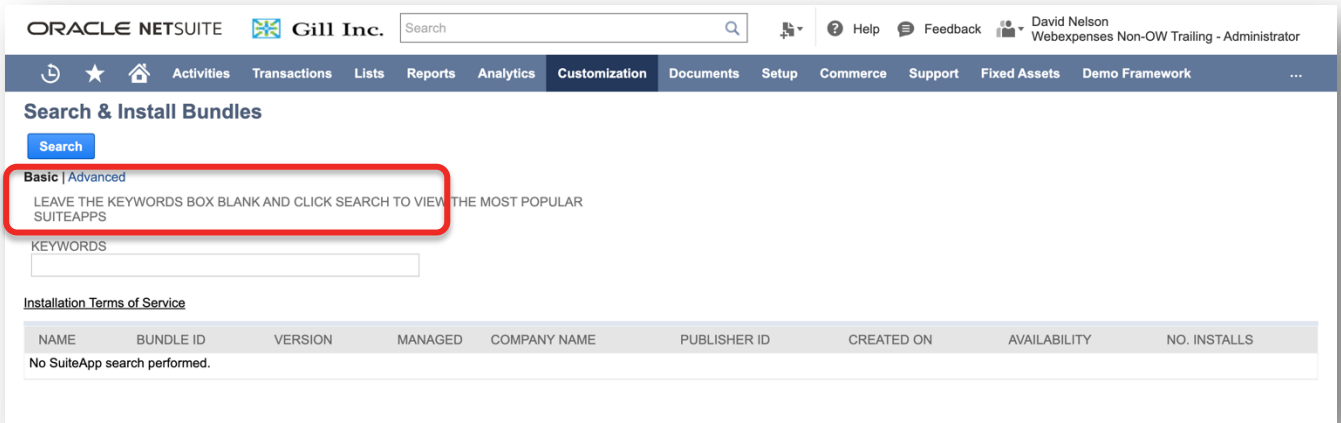 ORACLE NETSUITE Gill Inc. Search Help Feedback David Nelson
Webexpenses Non-OW Trailing - Administrator
Activities Transactions Lists Reports Analytics Customization Documents Setup Commerce Support Fixed Assets Demo Framework ...
Search & Install Bundles
Search
Basic | Advanced
LEAVE THE KEYWORDS BOX BLANK AND CLICK SEARCH TO VIEW THE MOST POPULAR
SUITEAPPS
KEYWORDS
Installation Terms of Service
NAME BUNDLE ID VERSION MANAGED COMPANY NAME PUBLISHER ID CREATED ON AVAILABILITY NO. INSTALLS
No SuiteApp search performed.